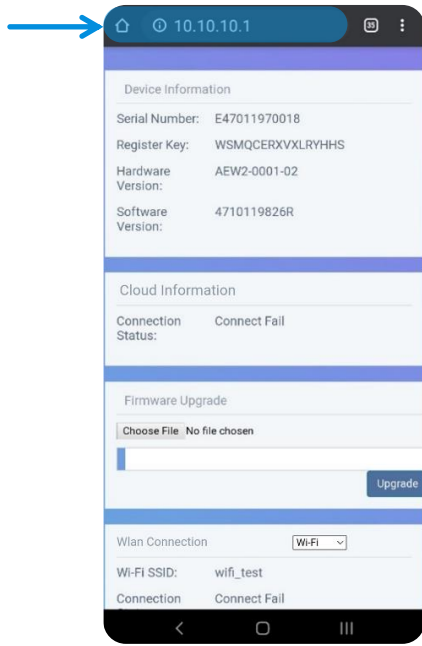 10.10.10.1
35
Device Information
Serial Number: E47011970018
Register Key: WSMQCERXVXLRYHHS
Hardware Version: AEW2-0001-02
Software Version: 4710119826R
Cloud Information
Connection Status: Connect Fail
Firmware Upgrade
Choose File No file chosen
Upgrade
Wlan Connection Wi-Fi
Wi-Fi SSID: wifi_test
Connection Connect Fail